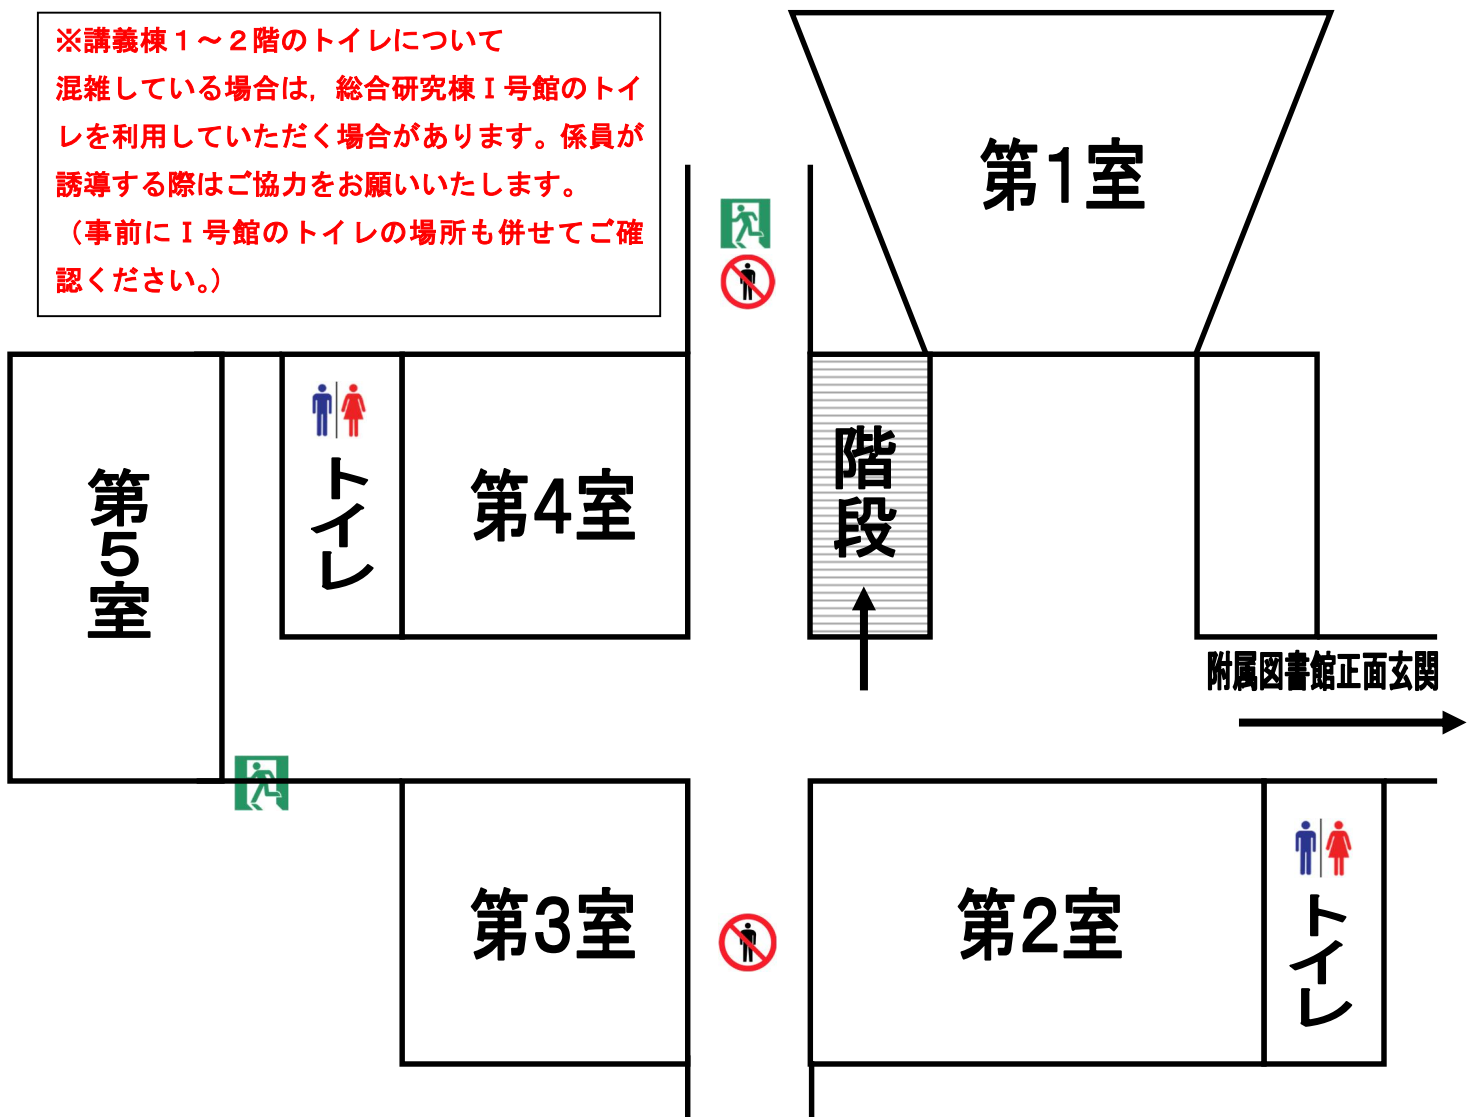 ※講義棟１～２階のトイレについて
混雑している場合は，総合研究棟Ⅰ号館のトイ
レを利用していただく場合があります。係員が
誘導する際はご協力をお願いいたします。
（事前にⅠ号館のトイレの場所も併せてご確
認ください。）
第1室
第5室
トイレ
第4室
階段
附属図書館正面玄関
第3室
第2室
トイレ